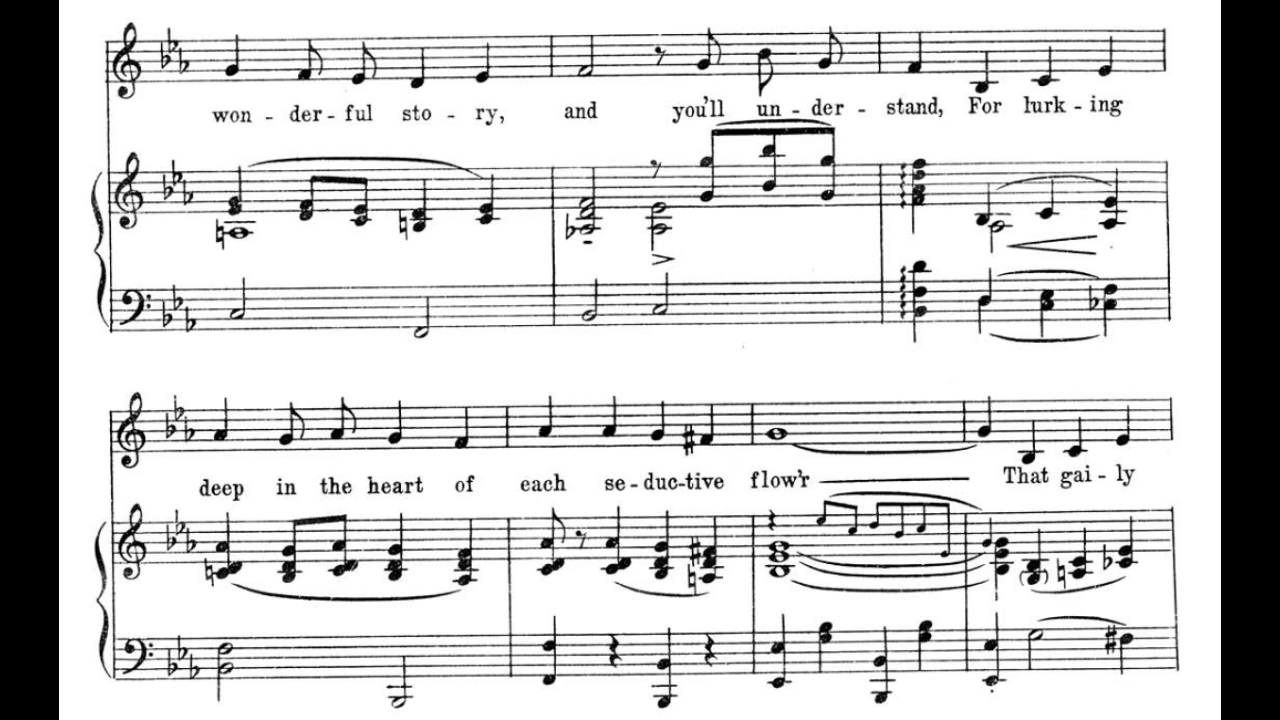 won - der - ful sto - ry, and you'll un - der - stand, For lurk - ing
deep in the heart of each se - duc - tive flow'r That gai - ly